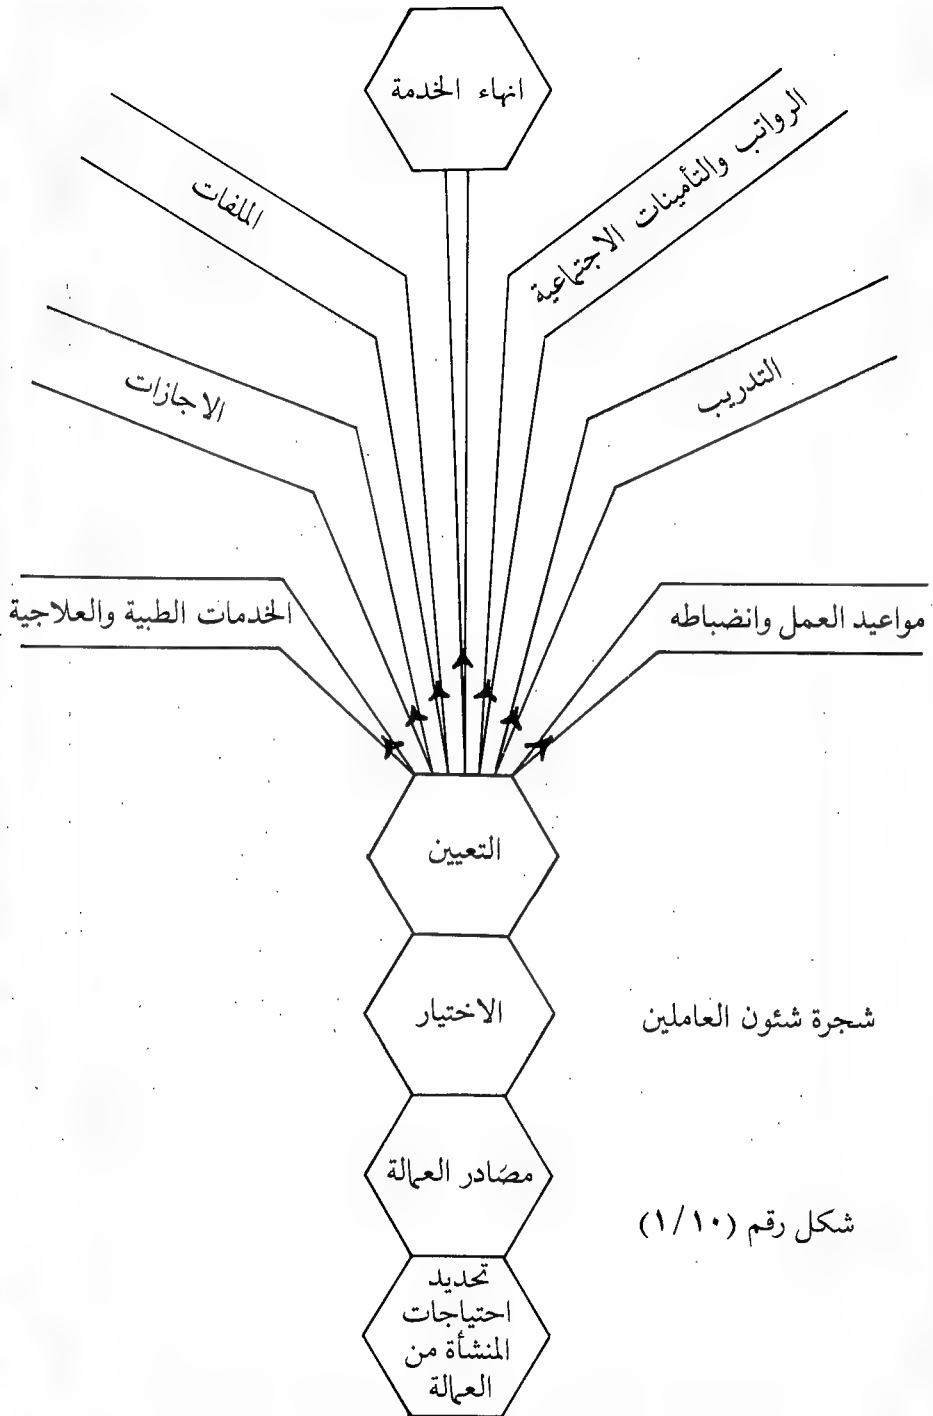 انهاء الخدمة
الرواتب والتأمينات الاجتماعية
الملفات
التدريب
الاجازات
مواعيد العمل وانضباطه
الخدمات الطبية والعلاجية
التعيين
الاختيار
شجرة شئون العاملين
مصادر العمالة
شكل رقم (١/١٠)
تحديد
احتياجات
المنشأة من
العمالة